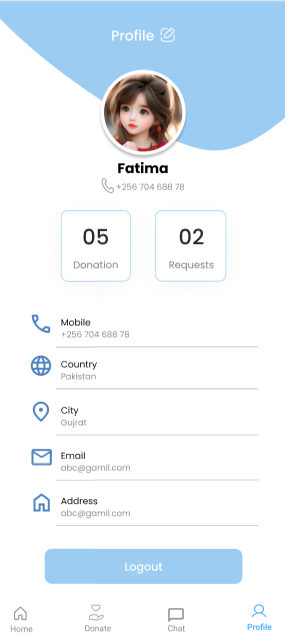 Profile
Fatima
+256 704 688 78
05
Donation
02
Requests
Mobile
+256 704 688 78
Country
Pakistan
City
Gujrat
Email
abc@gamil.com
Address
abc@gamil.com
Logout
Home
Donate
Chat
Profile